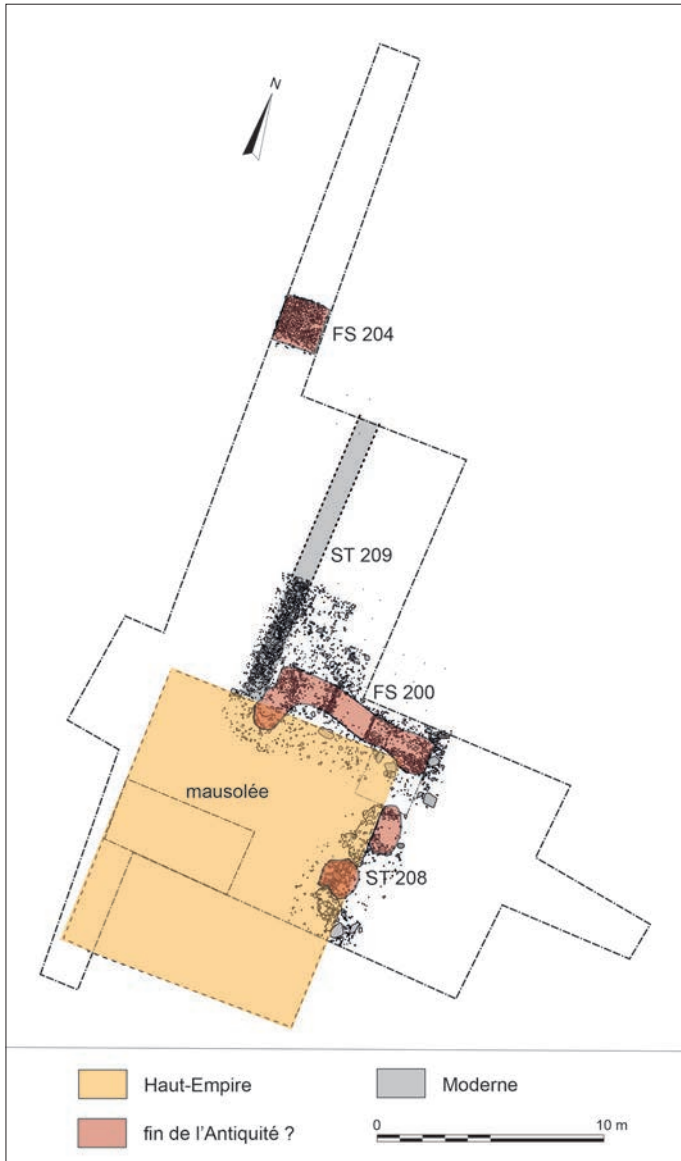 N
FS 204
ST 209
FS 200
mausolée
ST 208
Haut-Empire
Moderne
fin de l'Antiquité ?
0 10 m